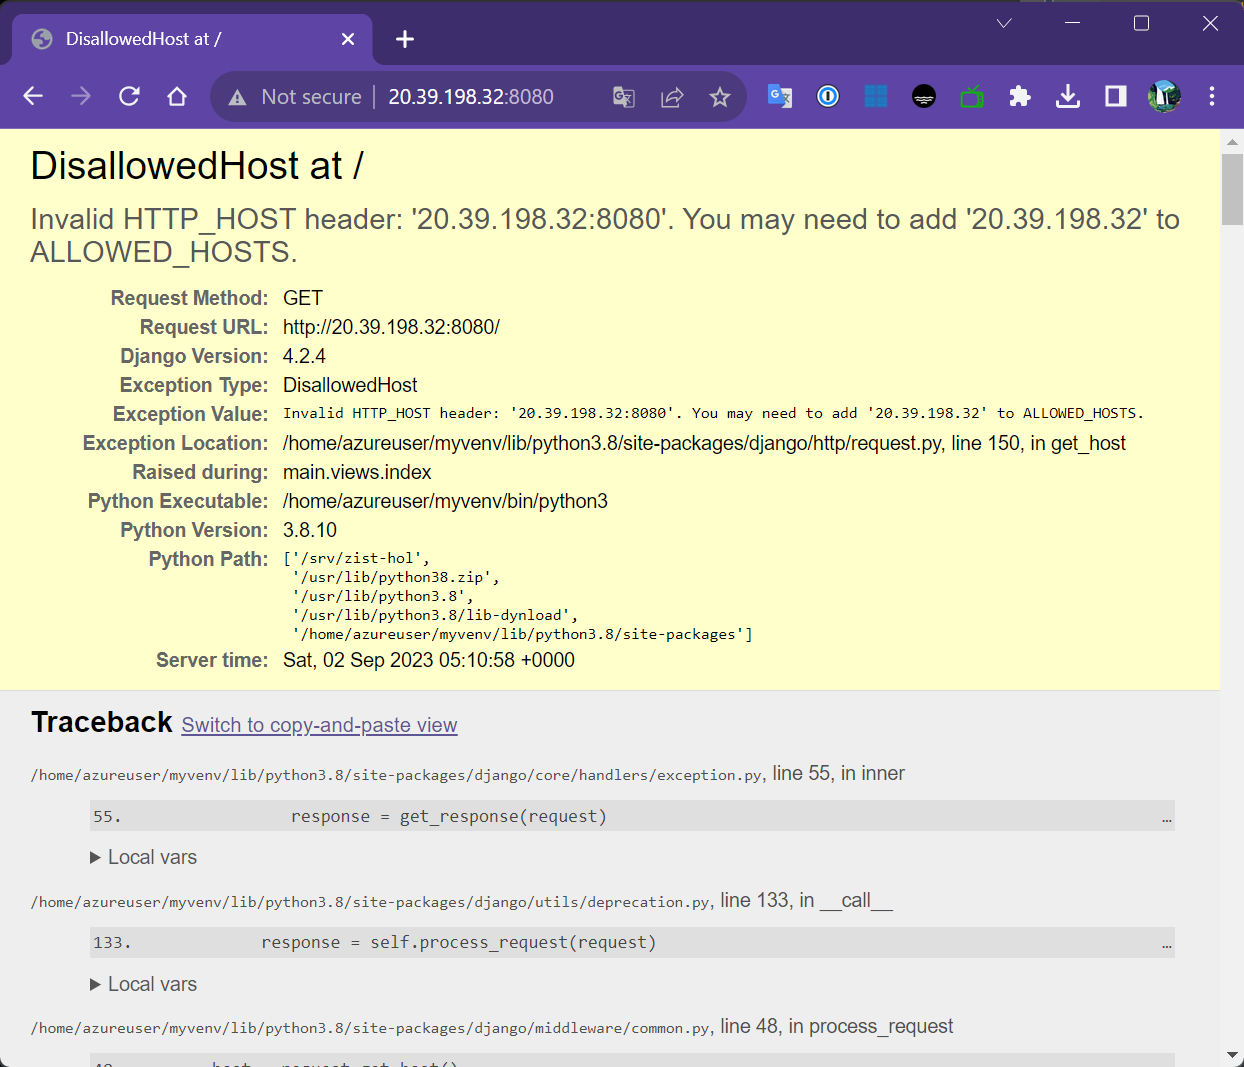 DisallowedHost at /
Not secure
20.39.198.32:8080
DisallowedHost at /
Invalid HTTP_HOST header: '20.39.198.32:8080'. You may need to add '20.39.198.32' to
ALLOWED_HOSTS.
Request Method: GET
Request URL: http://20.39.198.32:8080/
Django Version: 4.2.4
Exception Type: DisallowedHost
Exception Value: Invalid HTTP_HOST header: '20.39.198.32:8080'. You may need to add '20.39.198.32' to ALLOWED_HOSTS.
Exception Location: /home/azureuser/myvenv/lib/python3.8/site-packages/django/http/request.py, line 150, in get_host
Raised during: main.views.index
Python Executable: /home/azureuser/myvenv/bin/python3
Python Version: 3.8.10
Python Path: ['/srv/zist-hol',
'/usr/lib/python38.zip',
'/usr/lib/python3.8',
'/usr/lib/python3.8/lib-dynload',
'/home/azureuser/myvenv/lib/python3.8/site-packages']
Server time: Sat, 02 Sep 2023 05:10:58 +0000
Traceback Switch to copy-and-paste view
/home/azureuser/myvenv/lib/python3.8/site-packages/django/core/handlers/exception.py, line 55, in inner
55. response = get_response(request) …
Local vars
/home/azureuser/myvenv/lib/python3.8/site-packages/django/utils/deprecation.py, line 133, in __call__
133. response = self.process_request(request) …
Local vars
/home/azureuser/myvenv/lib/python3.8/site-packages/django/middleware/common.py, line 48, in process_request